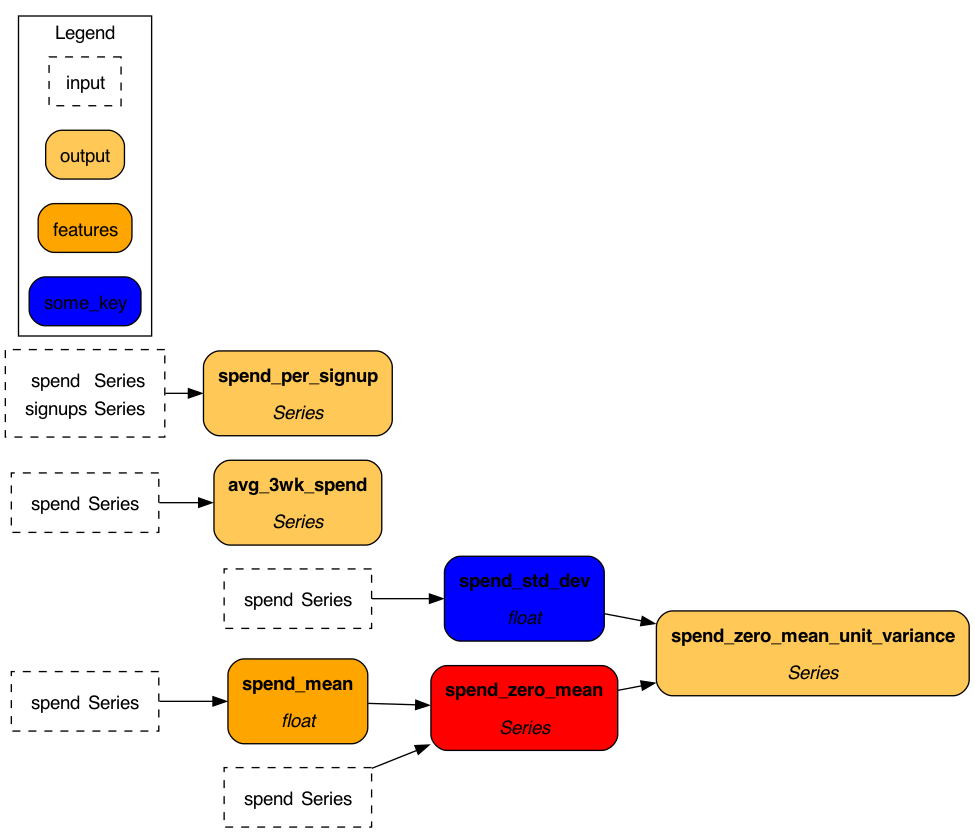 Legend
input
output
features
some_key
spend Series
signups Series
spend_per_signup
Series
spend Series
avg_3wk_spend
Series
spend Series
spend_std_dev
float
spend_zero_mean_unit_variance
Series
spend Series
spend_mean
float
spend_zero_mean
Series
spend Series